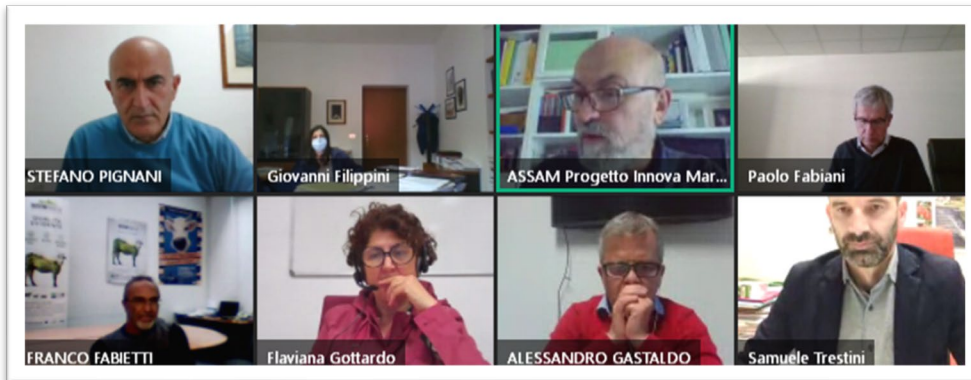 STEFANO PIGNANI
Giovanni Filippini
ASSAM Progetto Innova Mar...
Paolo Fabiani
FRANCO FABIETTI
Flaviana Gottardo
ALESSANDRO GASTALDO
Samuele Trestini